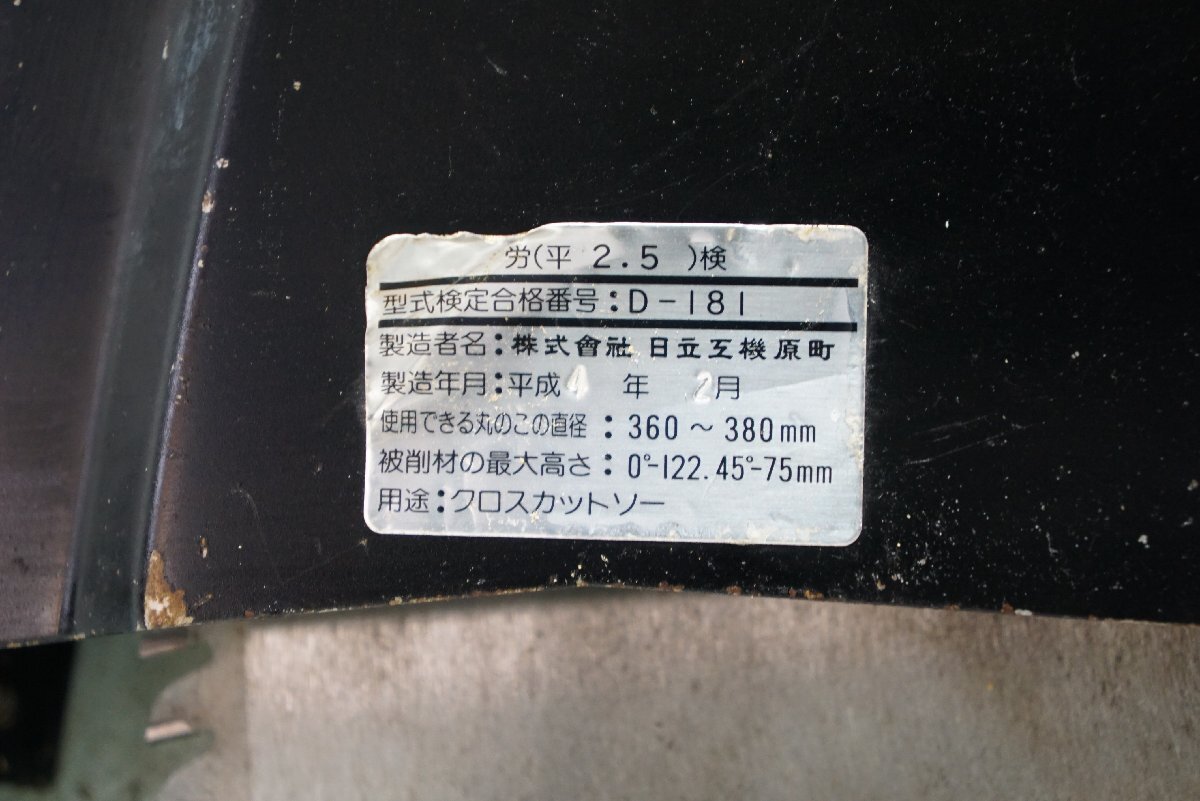 労(平 2.5 )検
型式検定合格番号:D-181
製造者名:株式會社 日立工機原町
製造年月:平成4 年 2月
使用できる丸のこの直径:360～380mm
被削材の最大高さ:0°-122.45°-75mm
用途:クロスカットソー